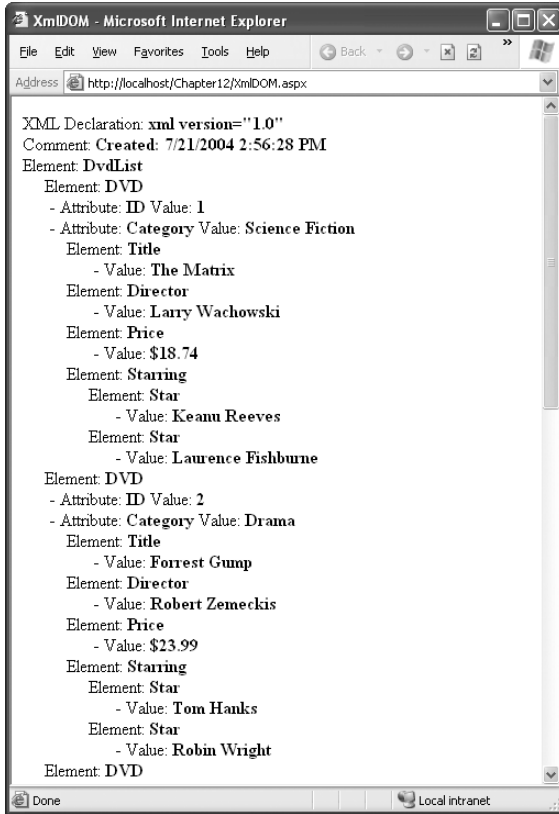 XmlDOM - Microsoft Internet Explorer
File Edit View Favorites Tools Help Back »
Address http://localhost/Chapter12/XmlDOM.aspx
XML Declaration: xml version="1.0"
Comment: Created: 7/21/2004 2:56:28 PM
Element: DvdList
Element: DVD
- Attribute: ID Value: 1
- Attribute: Category Value: Science Fiction
Element: Title
- Value: The Matrix
Element: Director
- Value: Larry Wachowski
Element: Price
- Value: $18.74
Element: Starring
Element: Star
- Value: Keanu Reeves
Element: Star
- Value: Laurence Fishburne
Element: DVD
- Attribute: ID Value: 2
- Attribute: Category Value: Drama
Element: Title
- Value: Forrest Gump
Element: Director
- Value: Robert Zemeckis
Element: Price
- Value: $23.99
Element: Starring
Element: Star
- Value: Tom Hanks
Element: Star
- Value: Robin Wright
Element: DVD
Done Local intranet